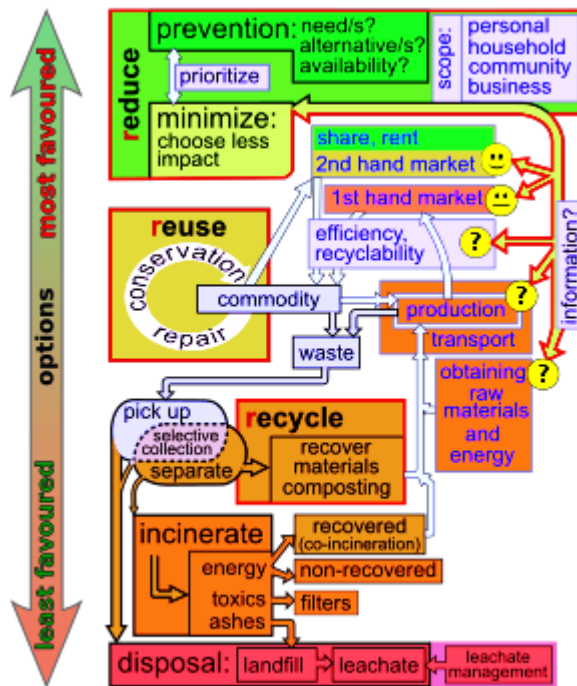 most favoured
options
least favoured
reduce
prevention:
need/s?
alternative/s?
availability?
scope:
personal
household
community
business
prioritize
minimize:
choose less
impact
share, rent
2nd hand market
1st hand market
efficiency,
recyclability
information?
reuse
conservation
repair
commodity
production
transport
waste
obtaining
raw
materials
and
energy
pick up
selective
collection
separate
recycle
recover
materials
composting
incinerate
energy
toxics
ashes
recovered
(co-incineration)
non-recovered
filters
disposal:
landfill
leachate
leachate
management
?
?
?